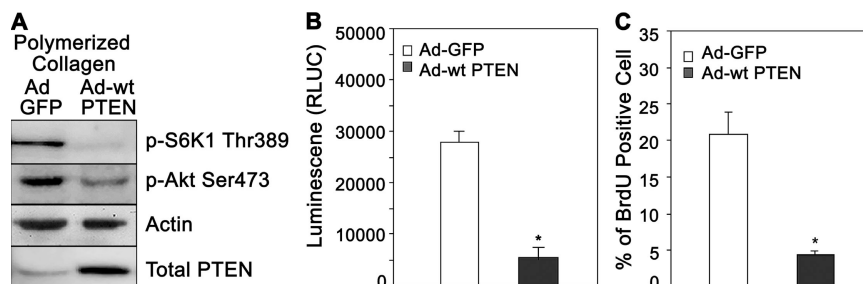 A
Polymerized
Collagen
Ad Ad-wt
GFP PTEN
p-S6K1 Thr389
p-Akt Ser473
Actin
Total PTEN
B
Luminescene (RLUC)
50000
40000
30000
20000
10000
0
Ad-GFP
Ad-wt PTEN
*
C
% of BrdU Positive Cell
35
30
25
20
15
10
5
0
Ad-GFP
Ad-wt PTEN
*